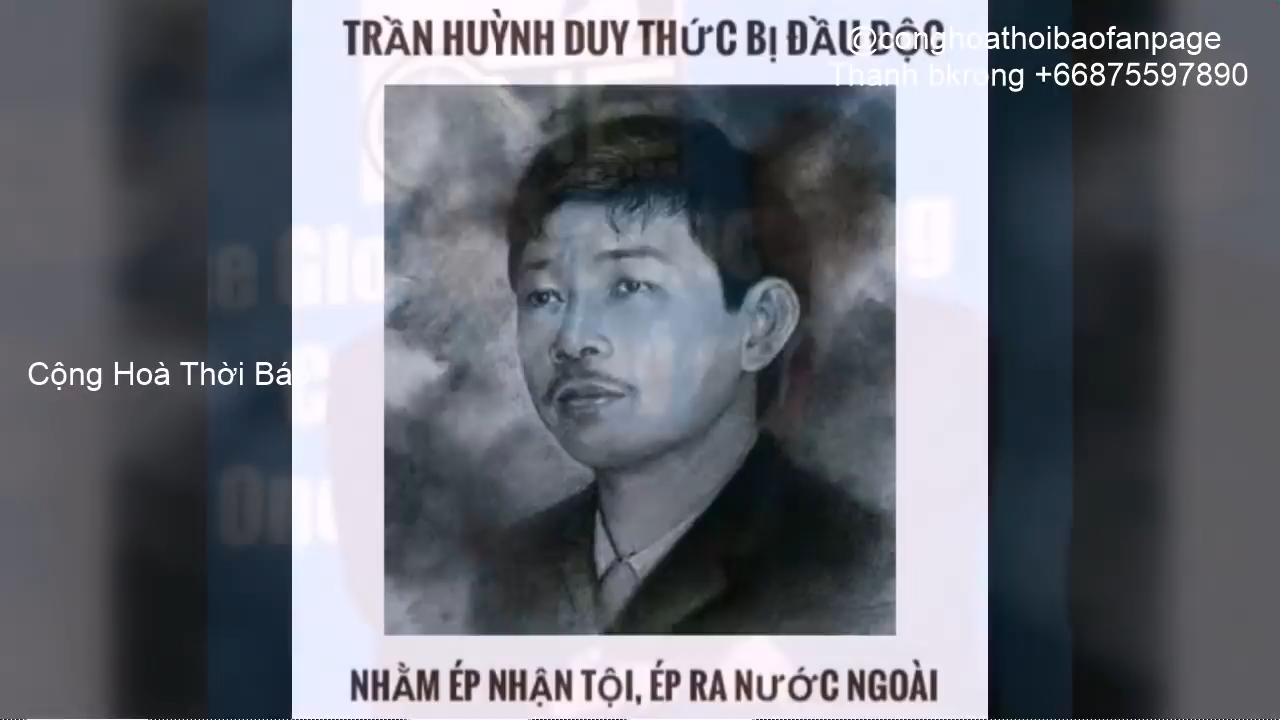 TRẦN HUỲNH DUY THỨC BỊ ĐẦU ĐỘC
@conghoathoibaofanpage
Thanh bkrong +66875597890
Cộng Hoà Thời Bá
NHẰM ÉP NHẬN TỘI, ÉP RA NƯỚC NGOÀI